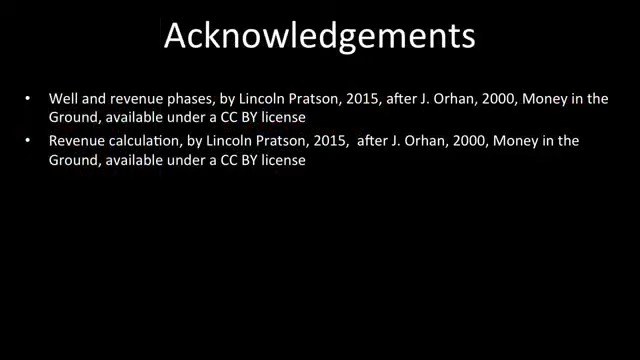 Acknowledgements
• Well and revenue phases, by Lincoln Pratson, 2015, after J. Orhan, 2000, Money in the
Ground, available under a CC BY license
• Revenue calculation, by Lincoln Pratson, 2015, after J. Orhan, 2000, Money in the
Ground, available under a CC BY license